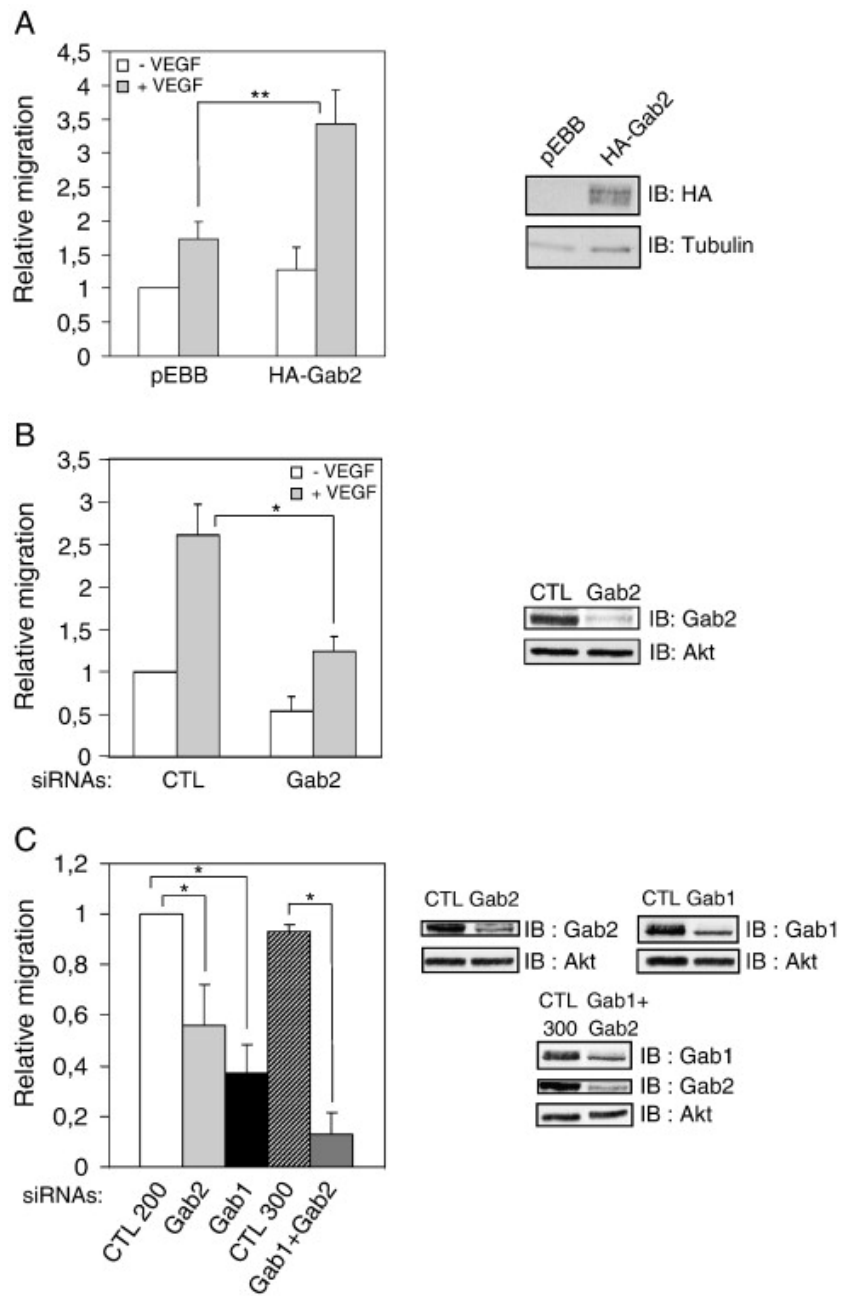 A
4,5
4
3,5
3
2,5
2
1,5
1
0,5
0
Relative migration
- VEGF
+ VEGF
**
pEBB HA-Gab2
pEBB HA-Gab2
IB: HA
IB: Tubulin
B
3,5
3
2,5
2
1,5
1
0,5
0
Relative migration
- VEGF
+ VEGF
*
siRNAs: CTL Gab2
CTL Gab2
IB: Gab2
IB: Akt
C
1,2
1
0,8
0,6
0,4
0,2
0
Relative migration
*
*
*
siRNAs: CTL 200 Gab2 Gab1 CTL 300 Gab1+Gab2
CTL Gab2
IB : Gab2
IB : Akt
CTL Gab1
IB : Gab1
IB : Akt
CTL Gab1+
300 Gab2
IB : Gab1
IB : Gab2
IB : Akt